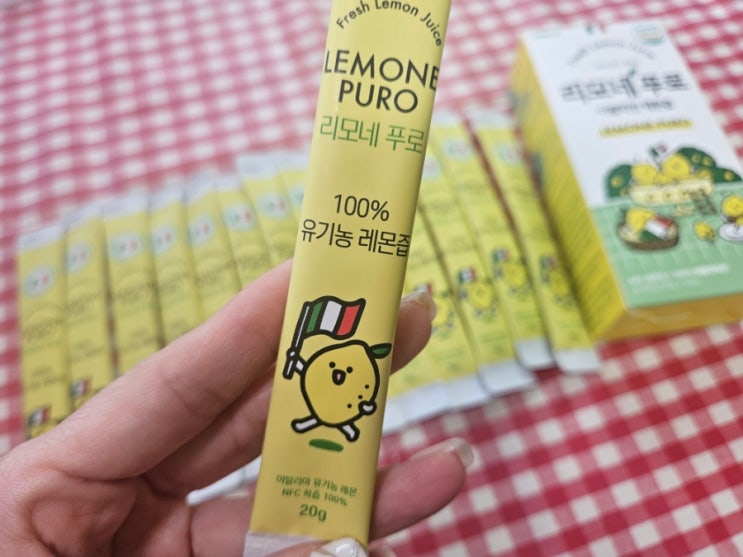 Fresh Lemon Juice
LEMONE
PURO
리모네 푸로
100%
유기농 레몬즙
이탈리아 유기농 레몬
NFC 착즙 100%
20g
리모네 푸로
LEMONE PURO